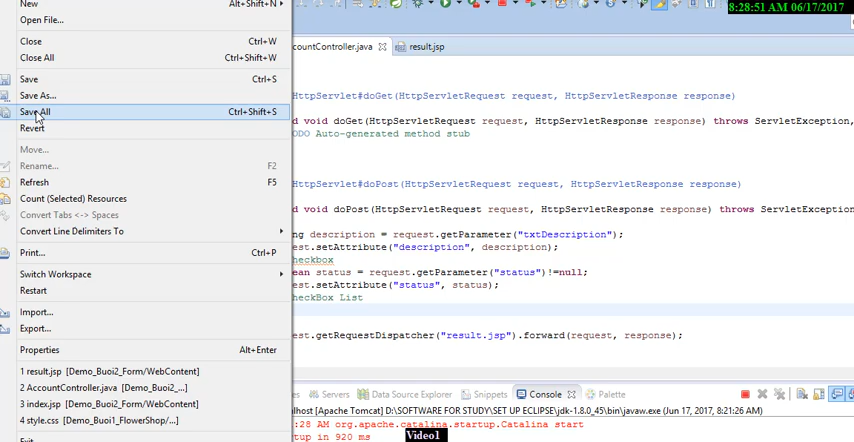 New Alt+Shift+N
Open File...
Close Ctrl+W
Close All Ctrl+Shift+W
Save Ctrl+S
Save As...
Save All Ctrl+Shift+S
Revert
Move...
Rename... F2
Refresh F5
Count (Selected) Resources
Convert Tabs <-> Spaces
Convert Line Delimiters To
Print... Ctrl+P
Switch Workspace
Restart
Import...
Export...
Properties Alt+Enter
1 result.jsp [Demo_Buoi2_Form/WebContent]
2 AccountController.java [Demo_Buoi2_...]
3 index.jsp [Demo_Buoi2_Form/WebContent]
4 style.css [Demo_Buoi1_FlowerShop/...]
Exit
8:28:51 AM 06/17/2017
ccountController.java result.jsp
HttpServlet#doGet(HttpServletRequest request, HttpServletResponse response)
d void doGet(HttpServletRequest request, HttpServletResponse response) throws ServletException,
ODO Auto-generated method stub
HttpServlet#doPost(HttpServletRequest request, HttpServletResponse response)
d void doPost(HttpServletRequest request, HttpServletResponse response) throws ServletException
ng description = request.getParameter("txtDescription");
est.setAttribute("description", description);
heckbox
ean status = request.getParameter("status")!=null;
est.setAttribute("status", status);
heckBox List
est.getRequestDispatcher("result.jsp").forward(request, response);
es Servers Data Source Explorer Snippets Console Palette
lhost [Apache Tomcat] D:\SOFTWARE FOR STUDY\SET UP ECLIPSE\jdk-1.8.0_45\bin\javaw.exe (Jun 17, 2017, 8:21:26 AM)
org.apache.catalina.startup.Catalina start
rtup in 920 ms
Video1